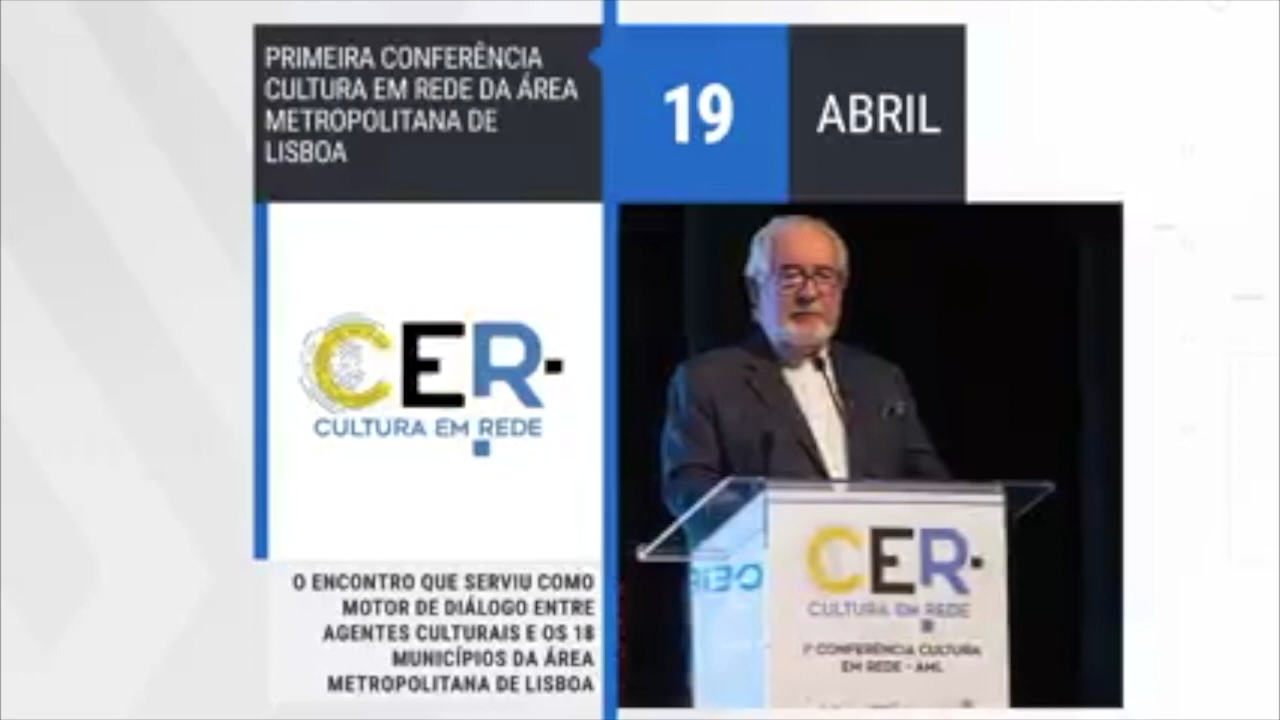 PRIMEIRA CONFERÊNCIA
CULTURA EM REDE DA ÁREA
METROPOLITANA DE
LISBOA
19
ABRIL
CER
CULTURA EM REDE
O ENCONTRO QUE SERVIU COMO
MOTOR DE DIÁLOGO ENTRE
AGENTES CULTURAIS E OS 18
MUNICÍPIOS DA ÁREA
METROPOLITANA DE LISBOA
CER
CULTURA EM REDE
1ª CONFERÊNCIA CULTURA
EM REDE - AML